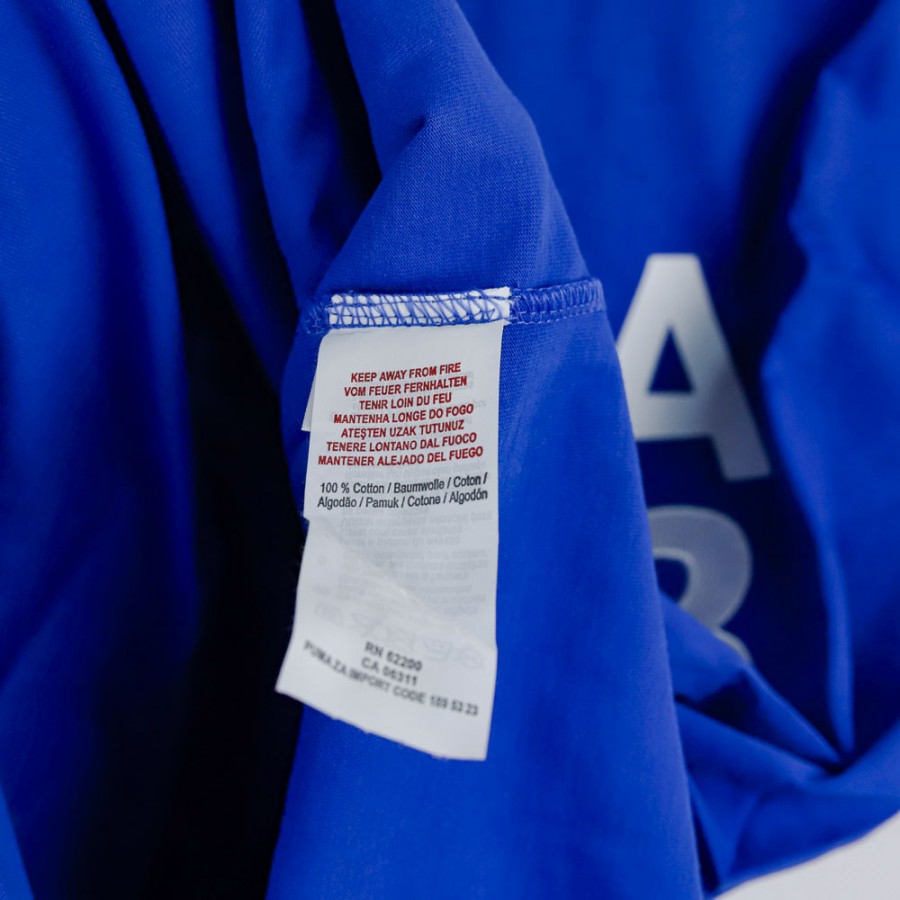 KEEP AWAY FROM FIRE
VOM FEUER FERNHALTEN
TENIR LOIN DU FEU
MANTENHA LONGE DO FOGO
ATEŞTEN UZAK TUTUNUZ
TENERE LONTANO DAL FUOCO
MANTENER ALEJADO DEL FUEGO
100 % Cotton / Baumwolle / Coton /
Algodão / Pamuk / Cotone / Algodón
RN 62200
CA 06311
PUMA.ZA.IMPORT CODE 189 53 23
A